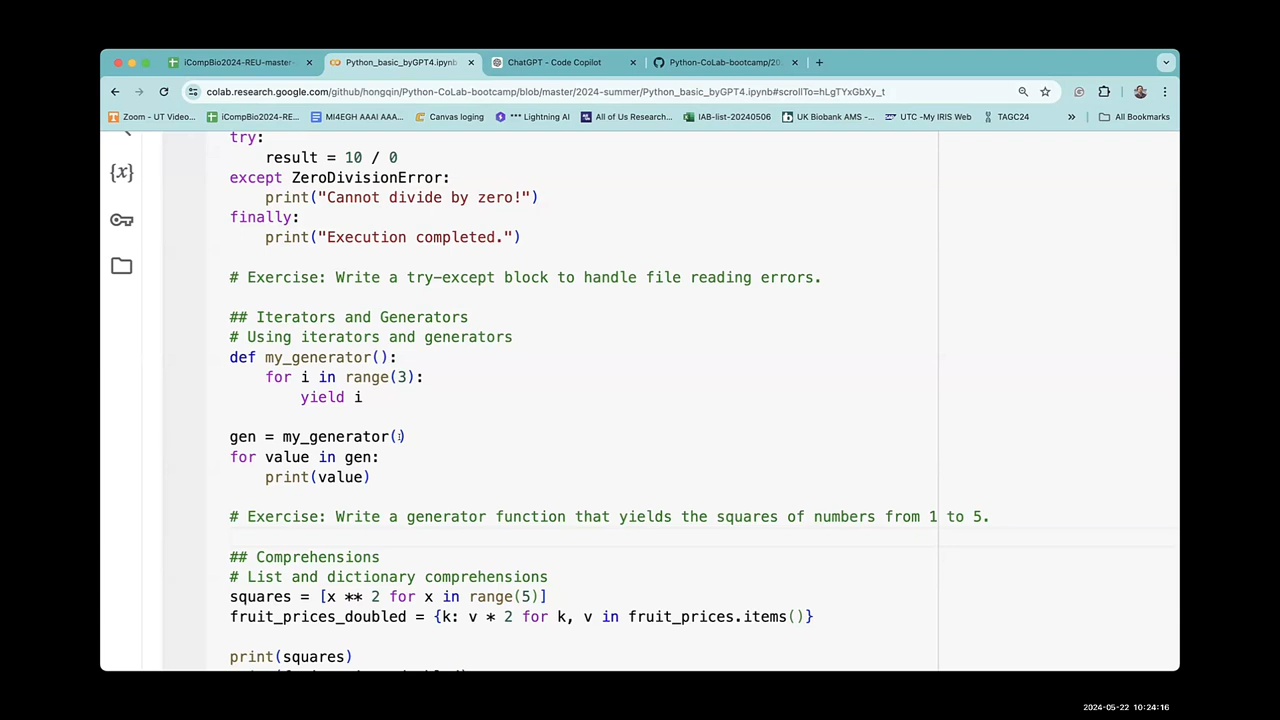 iCompBio2024-REU-master-
Python_basic_byGPT4.ipynb
ChatGPT - Code Copilot
Python-CoLab-bootcamp/20
colab.research.google.com/github/hongqin/Python-CoLab-bootcamp/blob/master/2024-summer/Python_basic_byGPT4.ipynb#scrollTo=hLgTYxGbXy_t
Zoom - UT Video...
iCompBio2024-RE...
MI4EGH AAAI AAA...
Canvas loging
*** Lightning AI
All of Us Research...
IAB-list-20240506
UK Biobank AMS -...
UTC -My IRIS Web
TAGC24
»
All Bookmarks
{x}
try:
result = 10 / 0
except ZeroDivisionError:
print("Cannot divide by zero!")
finally:
print("Execution completed.")
# Exercise: Write a try-except block to handle file reading errors.
## Iterators and Generators
# Using iterators and generators
def my_generator():
for i in range(3):
yield i
gen = my_generator()
for value in gen:
print(value)
# Exercise: Write a generator function that yields the squares of numbers from 1 to 5.
## Comprehensions
# List and dictionary comprehensions
squares = [x ** 2 for x in range(5)]
fruit_prices_doubled = {k: v * 2 for k, v in fruit_prices.items()}
print(squares)
2024-05-22 10:24:16